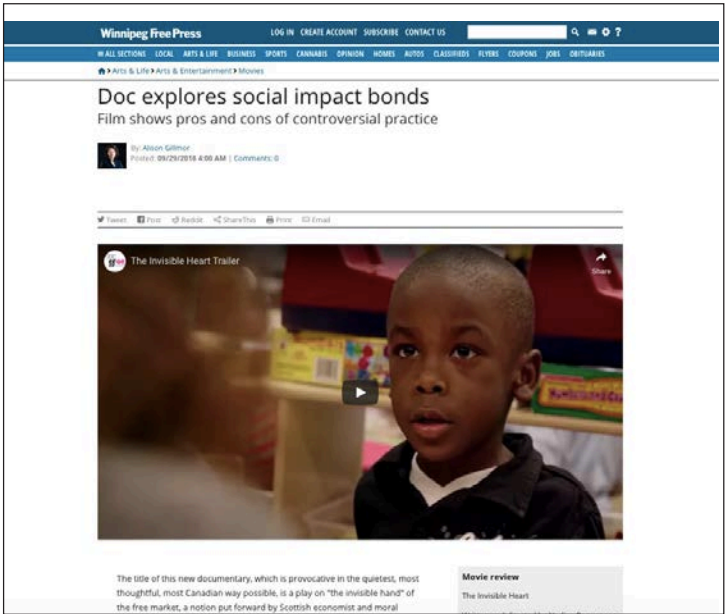 Winnipeg Free Press LOG IN CREATE ACCOUNT SUBSCRIBE CONTACT US
ALL SECTIONS LOCAL ARTS & LIFE BUSINESS SPORTS CANNABIS OPINION HOMES AUTOS CLASSIFIEDS FLYERS COUPONS JOBS OBITUARIES
Arts & Life > Arts & Entertainment > Movies
Doc explores social impact bonds
Film shows pros and cons of controversial practice
By: Alison Gillmor
Posted: 09/29/2018 4:00 AM | Comments: 0
Tweet Post Reddit ShareThis Print Email
The Invisible Heart Trailer
Share
The title of this new documentary, which is provocative in the quietest, most
thoughtful, most Canadian way possible, is a play on "the invisible hand" of
the free market, a notion put forward by Scottish economist and moral
Movie review
The Invisible Heart